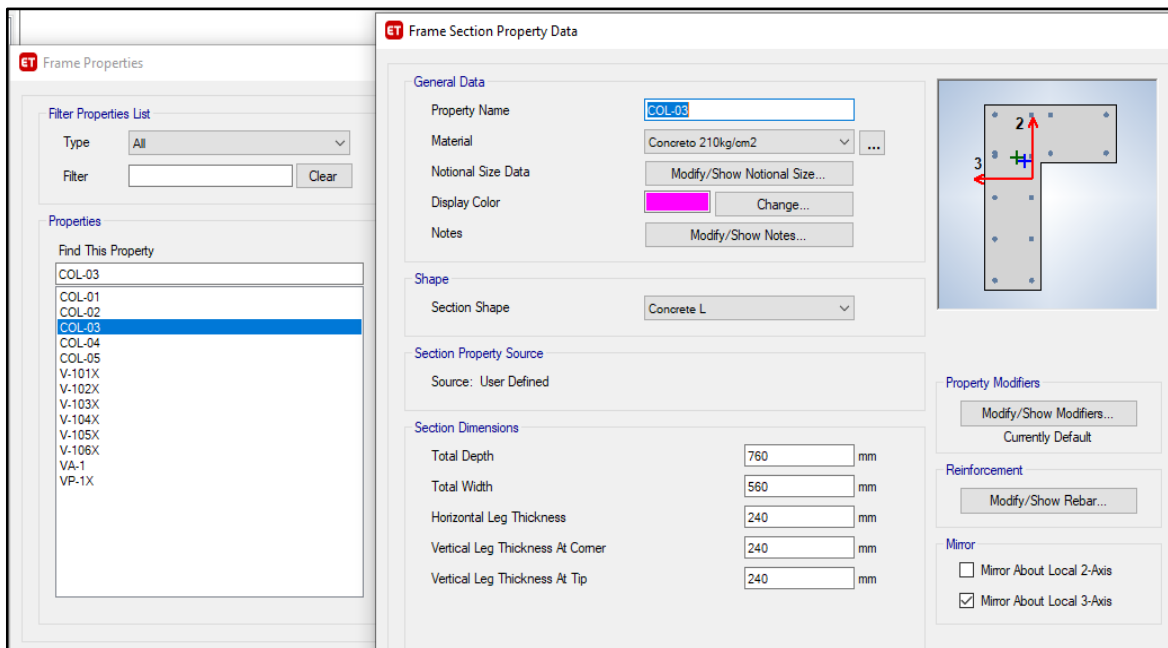 ET Frame Properties
Filter Properties List
Type All
Filter Clear
Properties
Find This Property
COL-03
COL-01
COL-02
COL-03
COL-04
COL-05
V-101X
V-102X
V-103X
V-104X
V-105X
V-106X
VA-1
VP-1X
ET Frame Section Property Data
General Data
Property Name COL-03
Material Concreto 210kg/cm2 ...
Notional Size Data Modify/Show Notional Size...
Display Color Change...
Notes Modify/Show Notes...
Shape
Section Shape Concrete L
Section Property Source
Source: User Defined
Section Dimensions
Total Depth 760 mm
Total Width 560 mm
Horizontal Leg Thickness 240 mm
Vertical Leg Thickness At Corner 240 mm
Vertical Leg Thickness At Tip 240 mm
2
3
Property Modifiers
Modify/Show Modifiers...
Currently Default
Reinforcement
Modify/Show Rebar...
Mirror
Mirror About Local 2-Axis
Mirror About Local 3-Axis